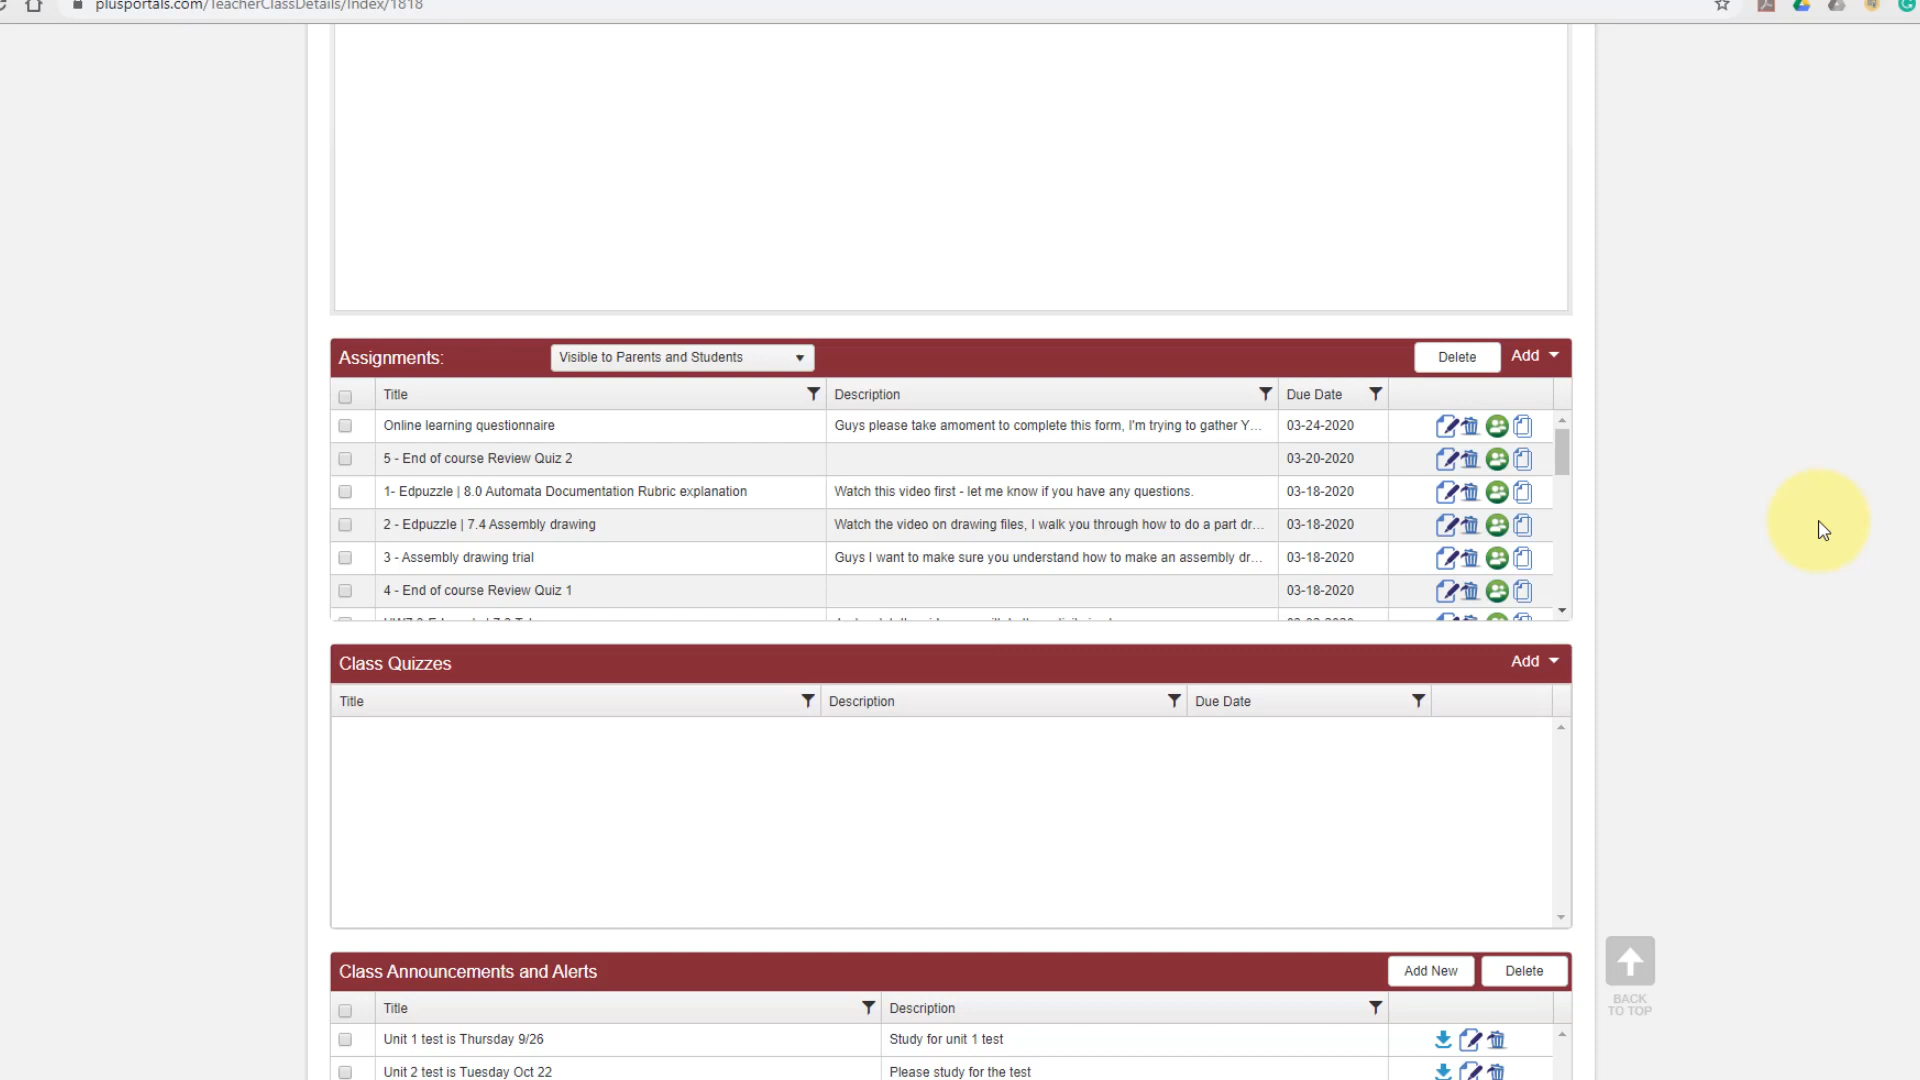 plusportals.com/TeacherClassDetails/Index/1818
Assignments: Visible to Parents and Students Delete Add
Title Description Due Date
Online learning questionnaire Guys please take amoment to complete this form, I'm trying to gather Y... 03-24-2020
5 - End of course Review Quiz 2 03-20-2020
1- Edpuzzle | 8.0 Automata Documentation Rubric explanation Watch this video first - let me know if you have any questions. 03-18-2020
2 - Edpuzzle | 7.4 Assembly drawing Watch the video on drawing files, I walk you through how to do a part dr... 03-18-2020
3 - Assembly drawing trial Guys I want to make sure you understand how to make an assembly dr... 03-18-2020
4 - End of course Review Quiz 1 03-18-2020
Class Quizzes Add
Title Description Due Date
Class Announcements and Alerts Add New Delete
Title Description
Unit 1 test is Thursday 9/26 Study for unit 1 test
Unit 2 test is Tuesday Oct 22 Please study for the test
BACK
TO TOP